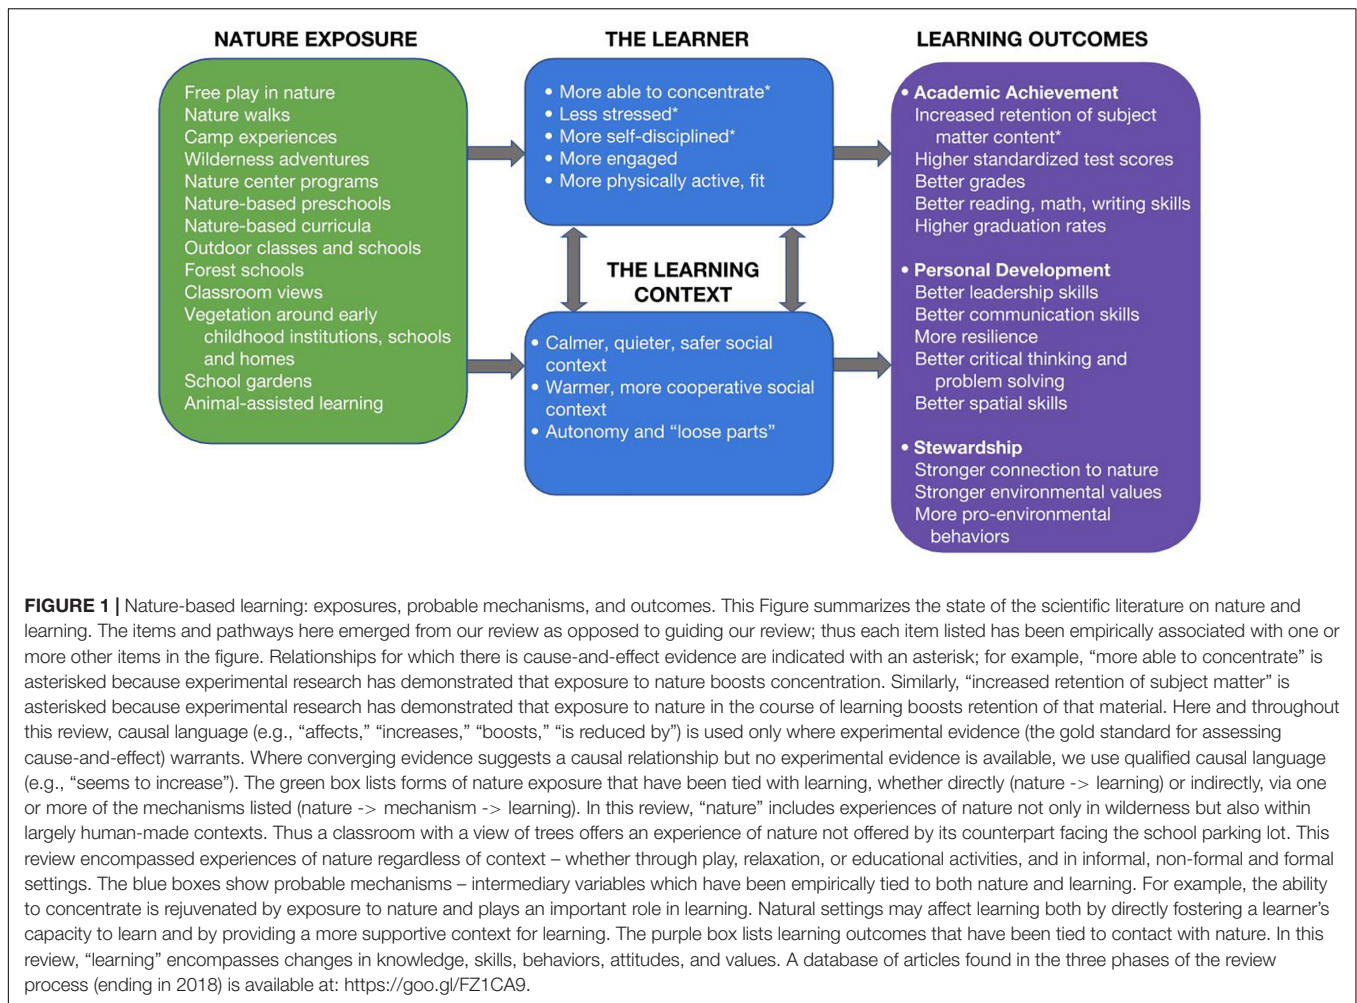 NATURE EXPOSURE
Free play in nature
Nature walks
Camp experiences
Wilderness adventures
Nature center programs
Nature-based preschools
Nature-based curricula
Outdoor classes and schools
Forest schools
Classroom views
Vegetation around early
childhood institutions, schools
and homes
School gardens
Animal-assisted learning
THE LEARNER
• More able to concentrate*
• Less stressed*
• More self-disciplined*
• More engaged
• More physically active, fit
THE LEARNING
CONTEXT
• Calmer, quieter, safer social
context
• Warmer, more cooperative social
context
• Autonomy and “loose parts”
LEARNING OUTCOMES
• Academic Achievement
Increased retention of subject
matter content*
Higher standardized test scores
Better grades
Better reading, math, writing skills
Higher graduation rates
• Personal Development
Better leadership skills
Better communication skills
More resilience
Better critical thinking and
problem solving
Better spatial skills
• Stewardship
Stronger connection to nature
Stronger environmental values
More pro-environmental
behaviors
FIGURE 1 | Nature-based learning: exposures, probable mechanisms, and outcomes. This Figure summarizes the state of the scientific literature on nature and
learning. The items and pathways here emerged from our review as opposed to guiding our review; thus each item listed has been empirically associated with one or
more other items in the figure. Relationships for which there is cause-and-effect evidence are indicated with an asterisk; for example, “more able to concentrate” is
asterisked because experimental research has demonstrated that exposure to nature boosts concentration. Similarly, “increased retention of subject matter” is
asterisked because experimental research has demonstrated that exposure to nature in the course of learning boosts retention of that material. Here and throughout
this review, causal language (e.g., “affects,” “increases,” “boosts,” “is reduced by”) is used only where experimental evidence (the gold standard for assessing
cause-and-effect) warrants. Where converging evidence suggests a causal relationship but no experimental evidence is available, we use qualified causal language
(e.g., “seems to increase”). The green box lists forms of nature exposure that have been tied with learning, whether directly (nature -> learning) or indirectly, via one
or more of the mechanisms listed (nature -> mechanism -> learning). In this review, “nature” includes experiences of nature not only in wilderness but also within
largely human-made contexts. Thus a classroom with a view of trees offers an experience of nature not offered by its counterpart facing the school parking lot. This
review encompassed experiences of nature regardless of context – whether through play, relaxation, or educational activities, and in informal, non-formal and formal
settings. The blue boxes show probable mechanisms – intermediary variables which have been empirically tied to both nature and learning. For example, the ability
to concentrate is rejuvenated by exposure to nature and plays an important role in learning. Natural settings may affect learning both by directly fostering a learner’s
capacity to learn and by providing a more supportive context for learning. The purple box lists learning outcomes that have been tied to contact with nature. In this
review, “learning” encompasses changes in knowledge, skills, behaviors, attitudes, and values. A database of articles found in the three phases of the review
process (ending in 2018) is available at: https://goo.gl/FZ1CA9.